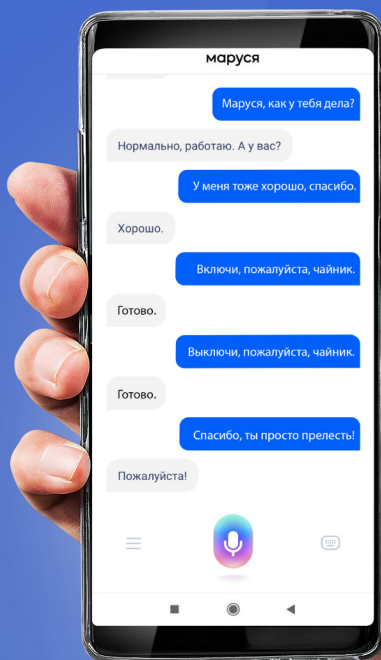 маруся
Маруся, как у тебя дела?
Нормально, работаю. А у вас?
У меня тоже хорошо, спасибо.
Хорошо.
Включи, пожалуйста, чайник.
Готово.
Выключи, пожалуйста, чайник.
Готово.
Спасибо, ты просто прелесть!
Пожалуйста!